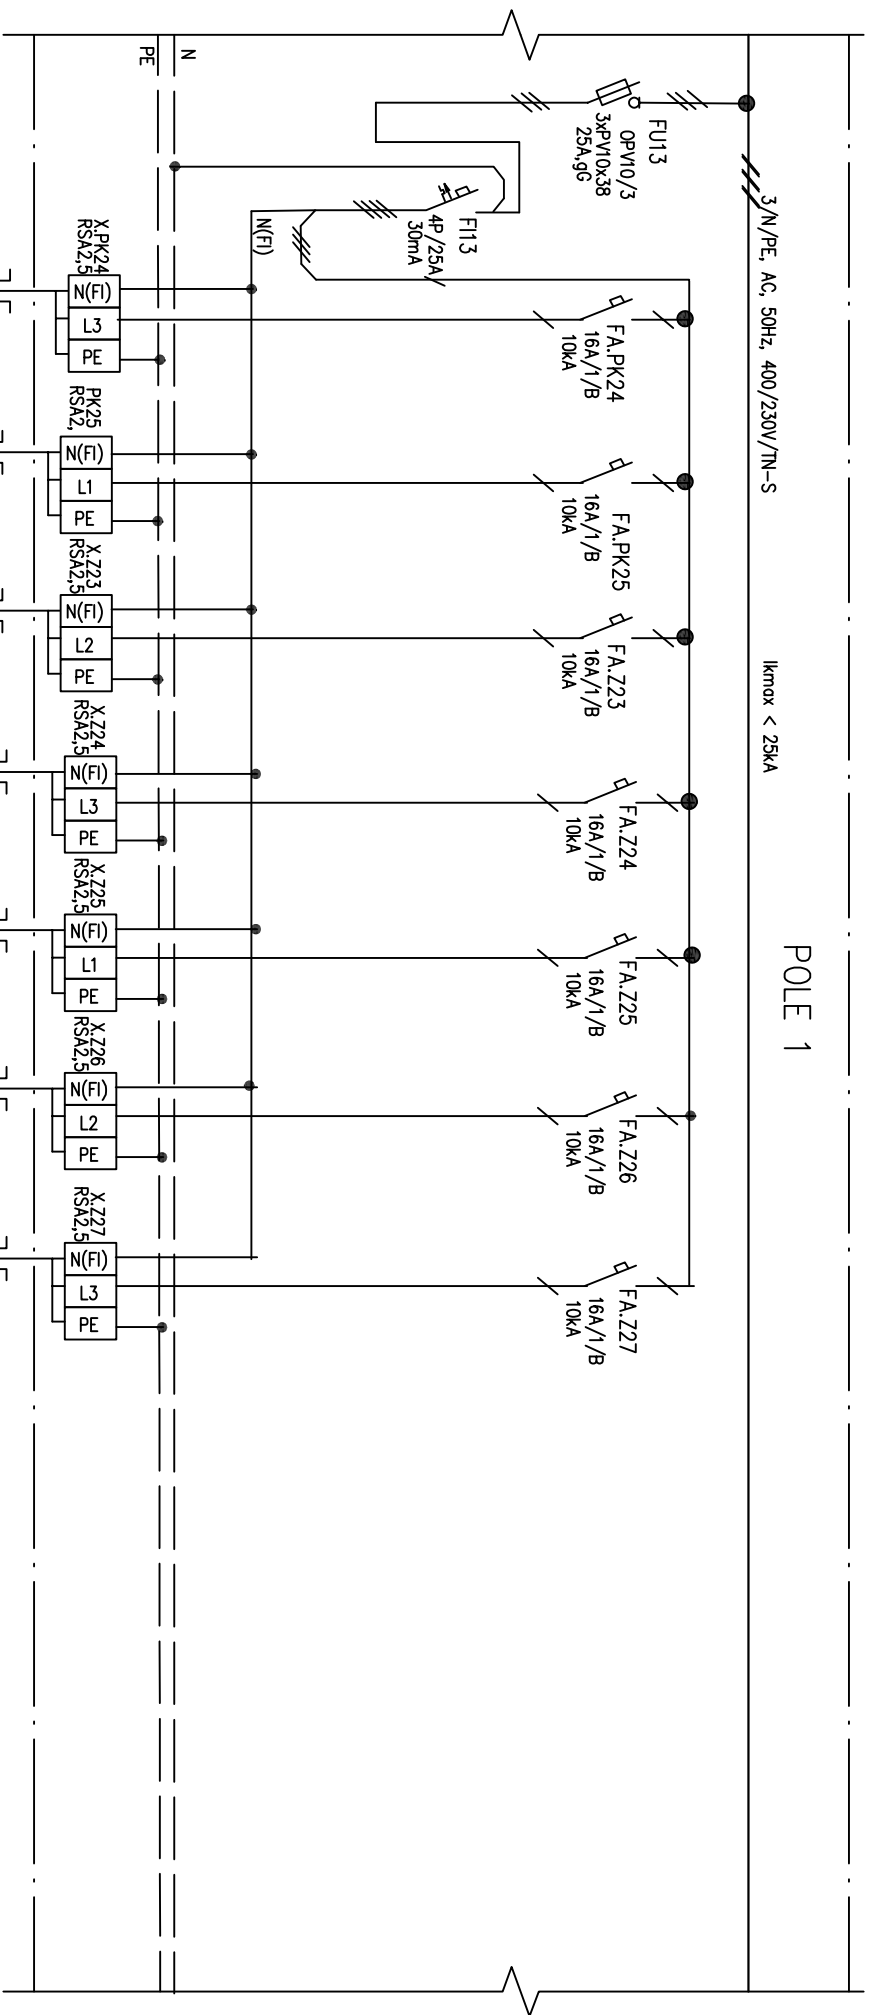 POLE 1
3/N/PE, AC, 50Hz, 400/230V/TN-S
Ikmax < 25kA
FU13
OPV10/3
3xPV10x38
25A,gG
FI13
4P/25A
30mA
FA.PK24
16A/1/B
10kA
FA.PK25
16A/1/B
10kA
FA.Z23
16A/1/B
10kA
FA.Z24
16A/1/B
10kA
FA.Z25
16A/1/B
10kA
FA.Z26
16A/1/B
10kA
FA.Z27
16A/1/B
10kA
N(FI)
N
PE
X.PK24
RSA2,5
N(FI)
L3
PE
PK25
RSA2,
N(FI)
L1
PE
X.Z23
RSA2,5
N(FI)
L2
PE
X.Z24
RSA2,5
N(FI)
L3
PE
X.Z25
RSA2,5
N(FI)
L1
PE
X.Z26
RSA2,5
N(FI)
L2
PE
X.Z27
RSA2,5
N(FI)
L3
PE